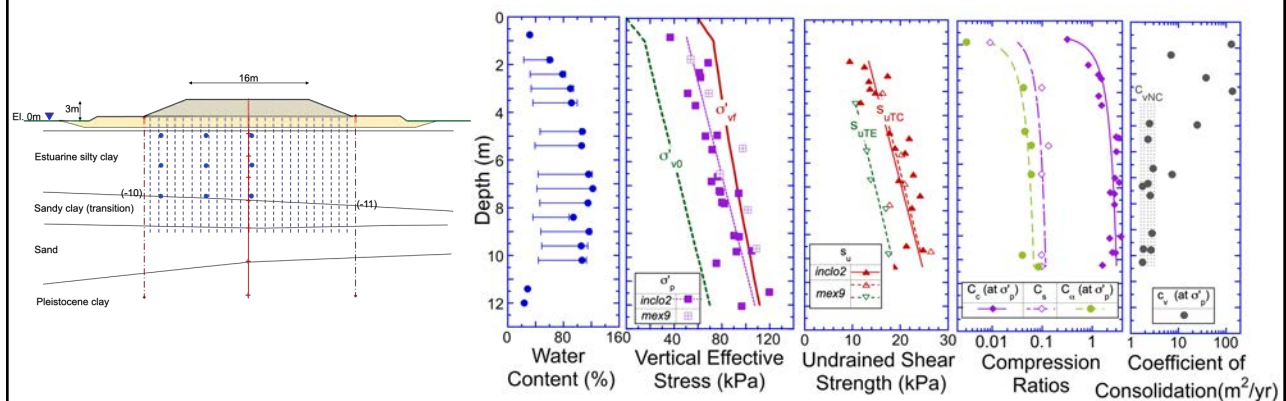 16m
3m
El. 0m
Estuarine silty clay
(-10)
Sandy clay (transition)
(-11)
Sand
Pleistocene clay
Depth (m)
0
2
4
6
8
10
12
0 40 80 120 160
Water
Content (%)
σ'vf
σ'v0
σ'p
inclo2
mex9
0 40 80 120
Vertical Effective
Stress (kPa)
SuTC
SuTE
su
inclo2
mex9
0 10 20 30
Undrained Shear
Strength (kPa)
Cc (at σ'p) Cs Cα (at σ'p)
0.01 0.1 1
Compression
Ratios
cvNC
cv (at σ'p)
1 10 100
Coefficient of
Consolidation(m²/yr)